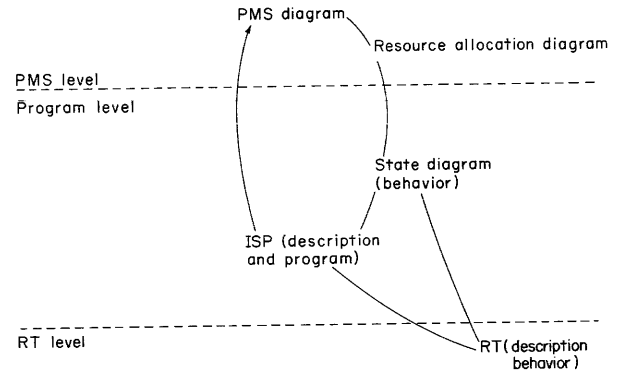 PMS diagram
Resource allocation diagram
PMS level
Program level
State diagram
(behavior)
ISP (description
and program)
RT level
RT (description
behavior)